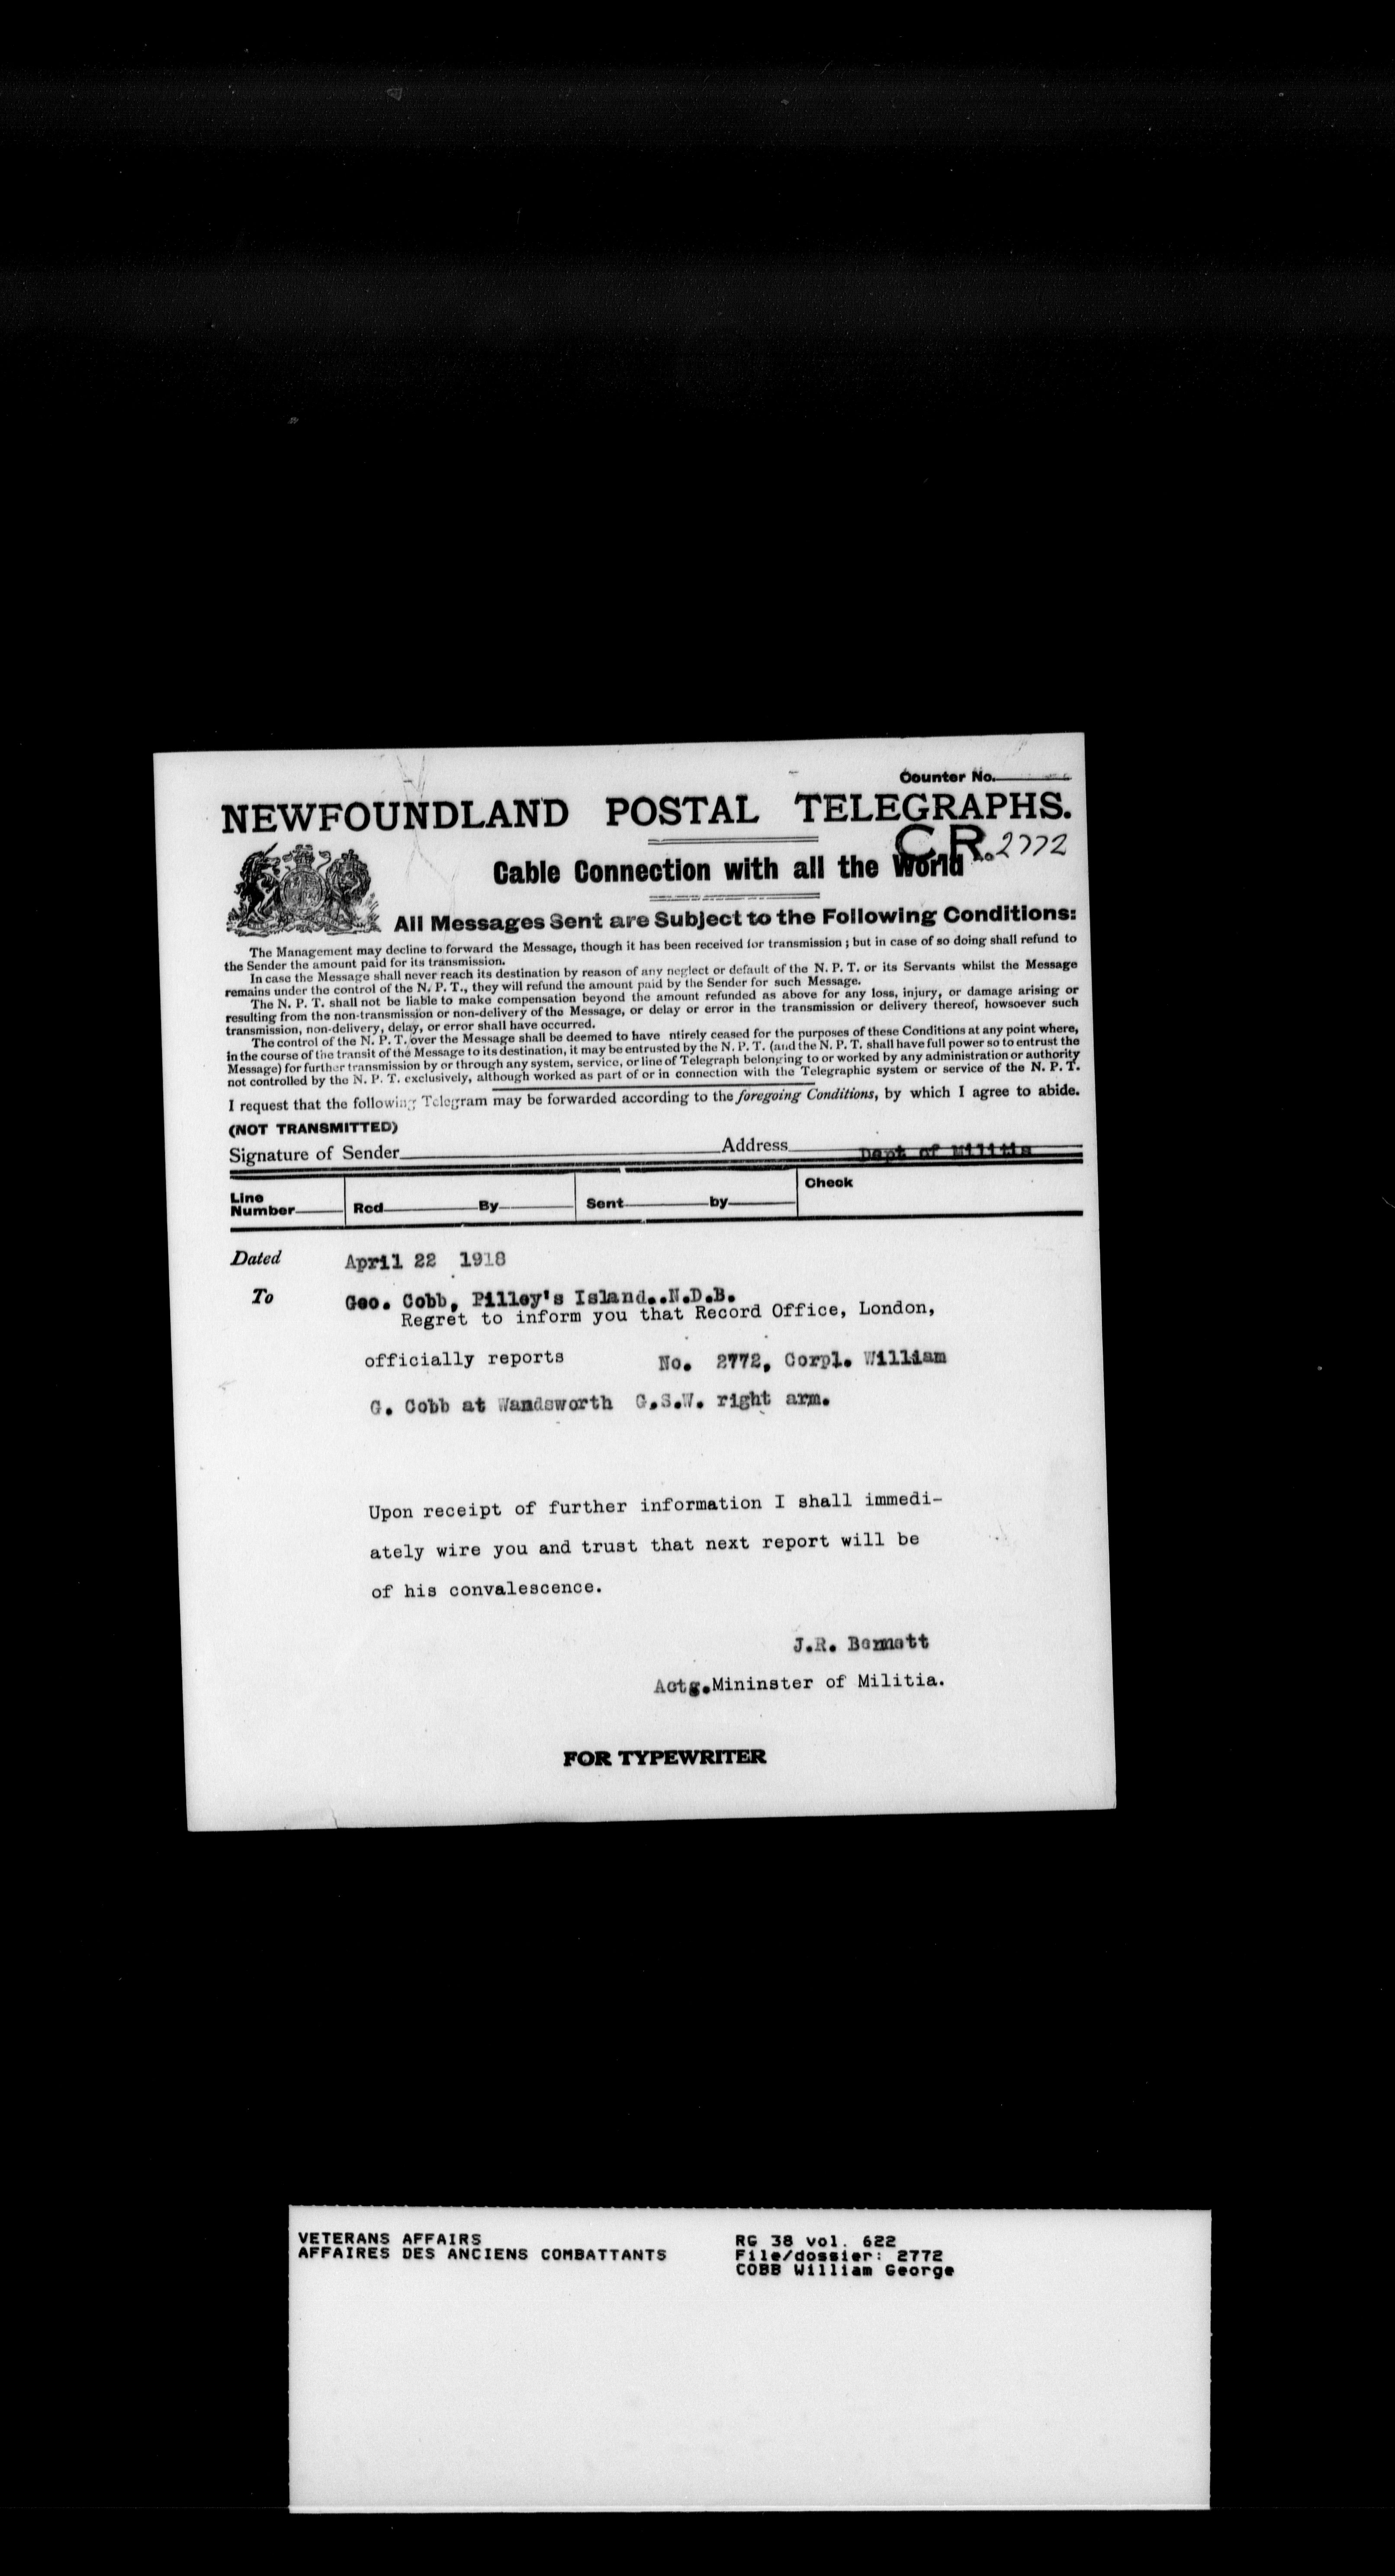 Counter No.
NEWFOUNDLAND POSTAL TELEGRAPHS.
C.R. No. 2772
Cable Connection with all the World
All Messages Sent are Subject to the Following Conditions:
The Management may decline to forward the Message, though it has been received for transmission ; but in case of so doing shall refund to
the Sender the amount paid for its transmission.
In case the Message shall never reach its destination by reason of any neglect or default of the N. P. T. or its Servants whilst the Message
remains under the control of the N. P. T., they will refund the amount paid by the Sender for such Message.
The N. P. T. shall not be liable to make compensation beyond the amount refunded as above for any loss, injury, or damage arising or
resulting from the non-transmission or non-delivery of the Message, or delay or error in the transmission or delivery thereof, howsoever such
transmission, non-delivery, delay, or error shall have occurred.
The control of the N. P. T. over the Message shall be deemed to have ntirely ceased for the purposes of these Conditions at any point where,
in the course of the transit of the Message to its destination, it may be entrusted by the N. P. T. (and the N. P. T. shall have full power so to entrust the
Message) for further transmission by or through any system, service, or line of Telegraph belonging to or worked by any administration or authority
not controlled by the N. P. T. exclusively, although worked as part of or in connection with the Telegraphic system or service of the N. P. T.
I request that the following Telegram may be forwarded according to the foregoing Conditions, by which I agree to abide.
(NOT TRANSMITTED)
Signature of Sender Address Dept of Militia
Line
Number Rcd By Sent by Check
Dated April 22 1918
To Geo. Cobb, Pilley's Island..N.D.B.
Regret to inform you that Record Office, London,
officially reports No. 2772, Corpl. William
G. Cobb at Wandsworth G.S.W. right arm.
Upon receipt of further information I shall immedi-
ately wire you and trust that next report will be
of his convalescence.
J.R. Bennett
Actg.Mininster of Militia.
FOR TYPEWRITER
VETERANS AFFAIRS RG 38 vol. 622
AFFAIRES DES ANCIENS COMBATTANTS File/dossier: 2772
COBB William George